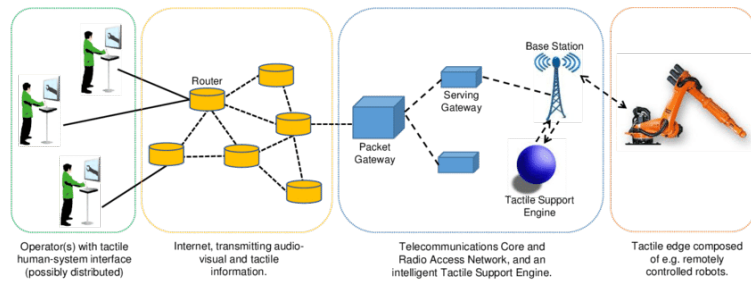 Base Station
Router
Serving
Gateway
Packet
Gateway
Tactile Support
Engine
Operator(s) with tactile
human-system interface
(possibly distributed)
Internet, transmitting audio-
visual and tactile
information.
Telecommunications Core and
Radio Access Network, and an
intelligent Tactile Support Engine.
Tactile edge composed
of e.g. remotely
controlled robots.